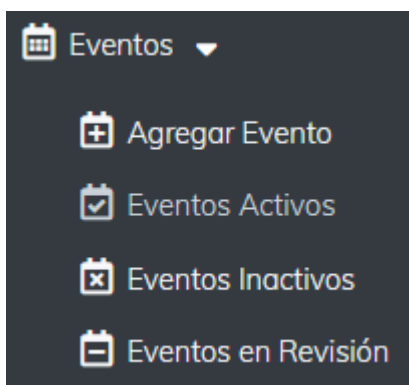 Eventos
Agregar Evento
Eventos Activos
Eventos Inactivos
Eventos en Revisión